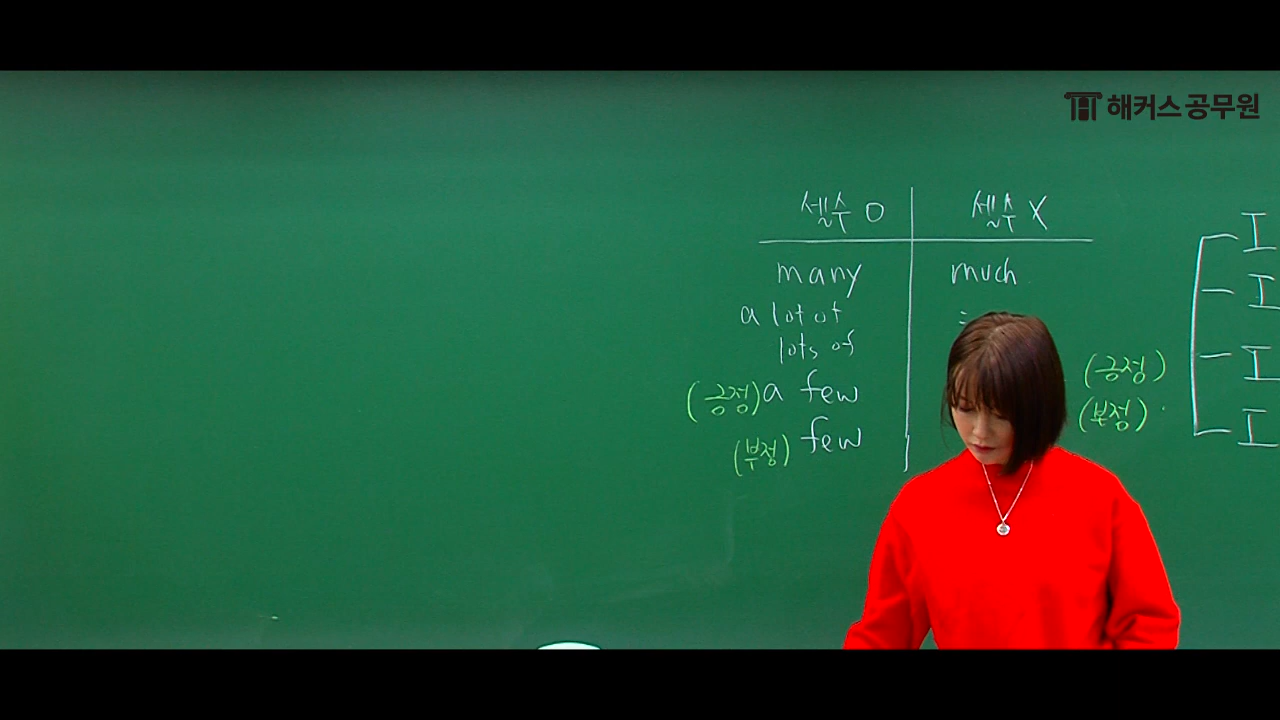 해커스 공무원
셀수 O 셀수 X
many much
a lot of
lots of
(긍정) a few (긍정)
(부정) few (부정)
I
I
I
I